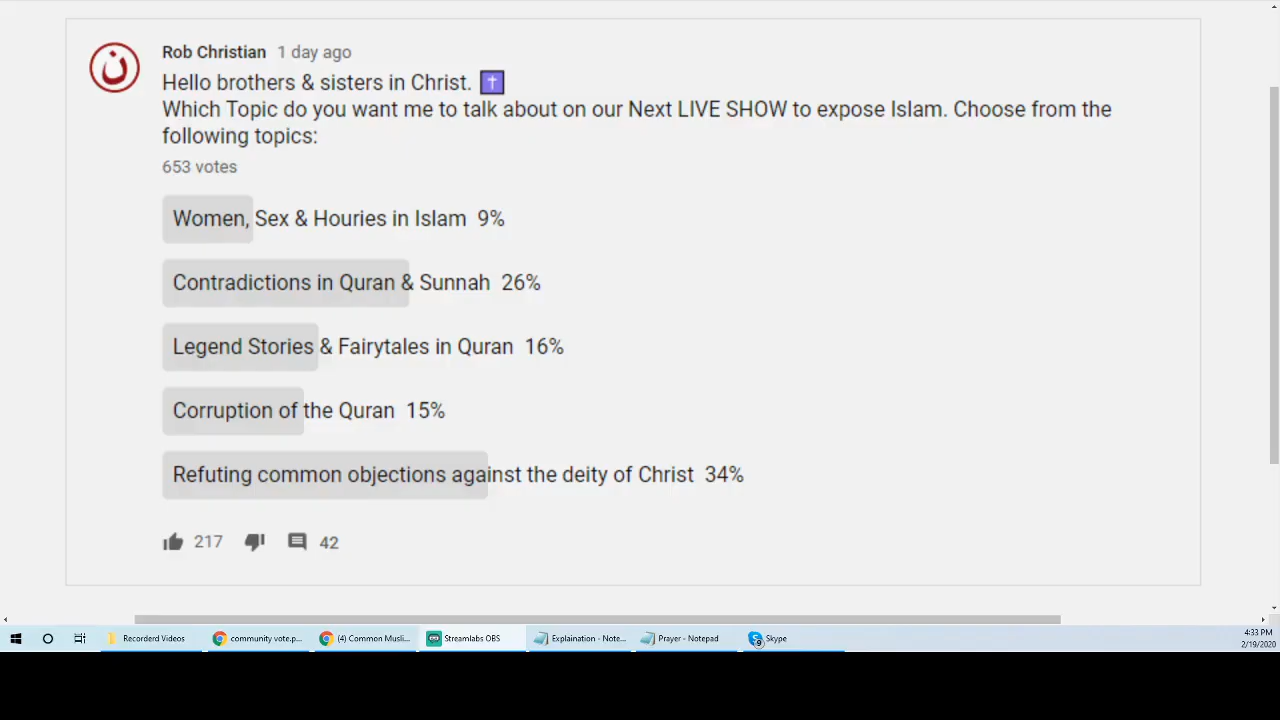 ن
Rob Christian 1 day ago
Hello brothers & sisters in Christ. ✝️
Which Topic do you want me to talk about on our Next LIVE SHOW to expose Islam. Choose from the
following topics:
653 votes
Women, Sex & Houries in Islam 9%
Contradictions in Quran & Sunnah 26%
Legend Stories & Fairytales in Quran 16%
Corruption of the Quran 15%
Refuting common objections against the deity of Christ 34%
217 42
Recorderd Videos community vote.p... (4) Common Musli... Streamlabs OBS Explaination - Note... Prayer - Notepad 9 Skype 4:33 PM
2/19/2020